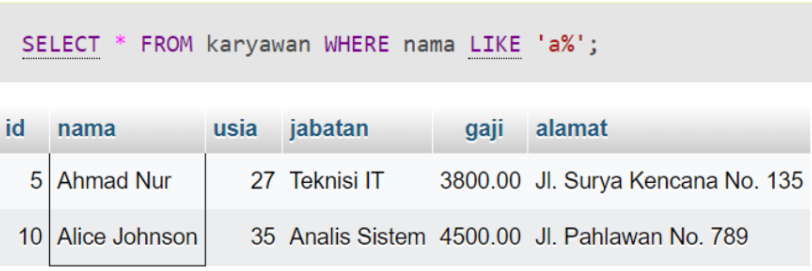 SELECT * FROM karyawan WHERE nama LIKE 'a%';
id nama usia jabatan gaji alamat
5 Ahmad Nur 27 Teknisi IT 3800.00 Jl. Surya Kencana No. 135
10 Alice Johnson 35 Analis Sistem 4500.00 Jl. Pahlawan No. 789